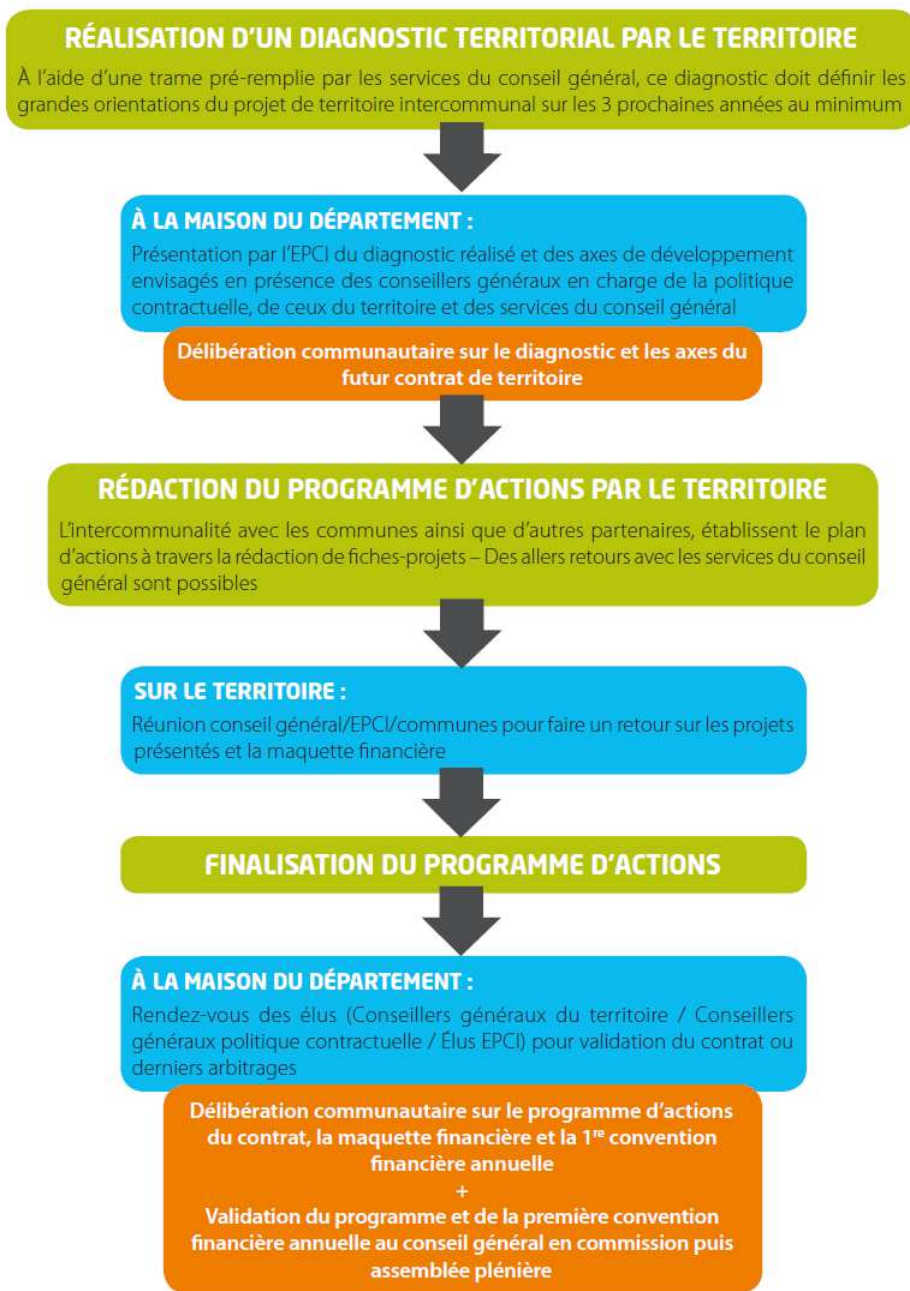 RÉALISATION D'UN DIAGNOSTIC TERRITORIAL PAR LE TERRITOIRE
À l'aide d'une trame pré-remplie par les services du conseil général, ce diagnostic doit définir les
grandes orientations du projet de territoire intercommunal sur les 3 prochaines années au minimum
À LA MAISON DU DÉPARTEMENT :
Présentation par l'EPCI du diagnostic réalisé et des axes de développement
envisagés en présence des conseillers généraux en charge de la politique
contractuelle, de ceux du territoire et des services du conseil général
Délibération communautaire sur le diagnostic et les axes du
futur contrat de territoire
RÉDACTION DU PROGRAMME D'ACTIONS PAR LE TERRITOIRE
L'intercommunalité avec les communes ainsi que d'autres partenaires, établissent le plan
d'actions à travers la rédaction de fiches-projets – Des allers retours avec les services du conseil
général sont possibles
SUR LE TERRITOIRE :
Réunion conseil général/EPCI/communes pour faire un retour sur les projets
présentés et la maquette financière
FINALISATION DU PROGRAMME D'ACTIONS
À LA MAISON DU DÉPARTEMENT :
Rendez-vous des élus (Conseillers généraux du territoire / Conseillers
généraux politique contractuelle / Élus EPCI) pour validation du contrat ou
derniers arbitrages
Délibération communautaire sur le programme d'actions
du contrat, la maquette financière et la 1re convention
financière annuelle
+
Validation du programme et de la première convention
financière annuelle au conseil général en commission puis
assemblée plénière